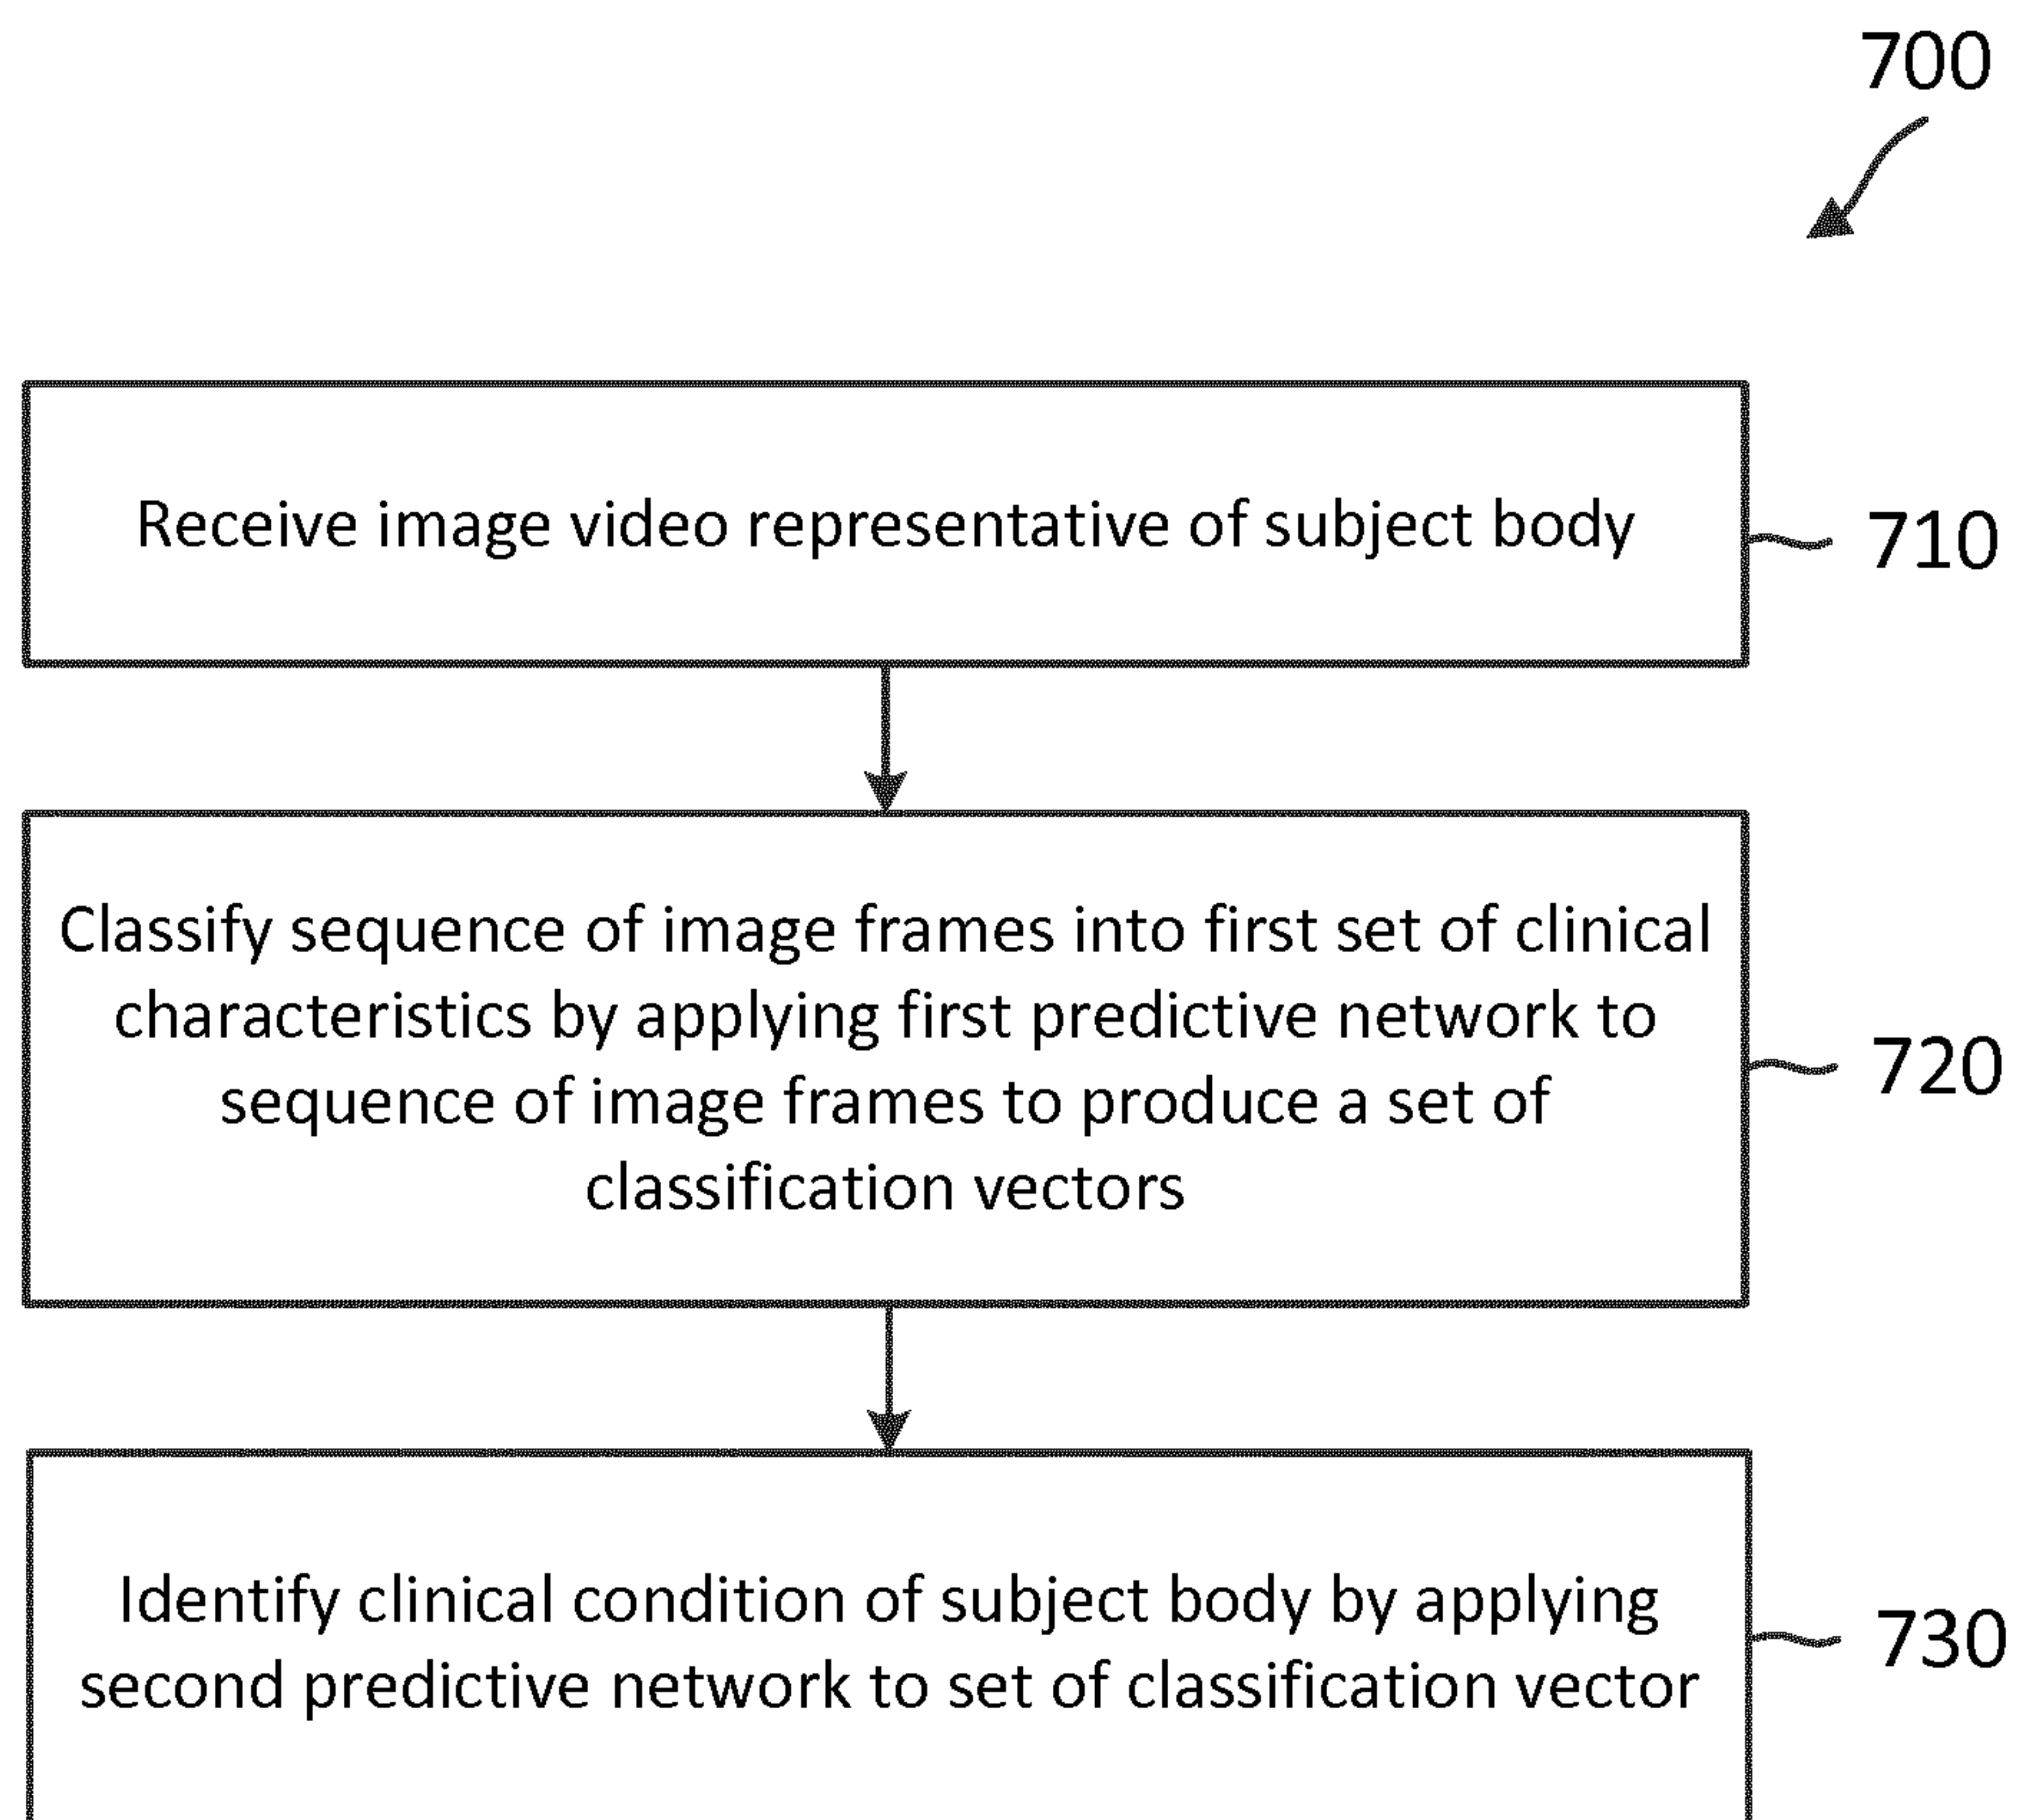 700
Receive image video representative of subject body
710
Classify sequence of image frames into first set of clinical
characteristics by applying first predictive network to
sequence of image frames to produce a set of
classification vectors
720
Identify clinical condition of subject body by applying
second predictive network to set of classification vector
730